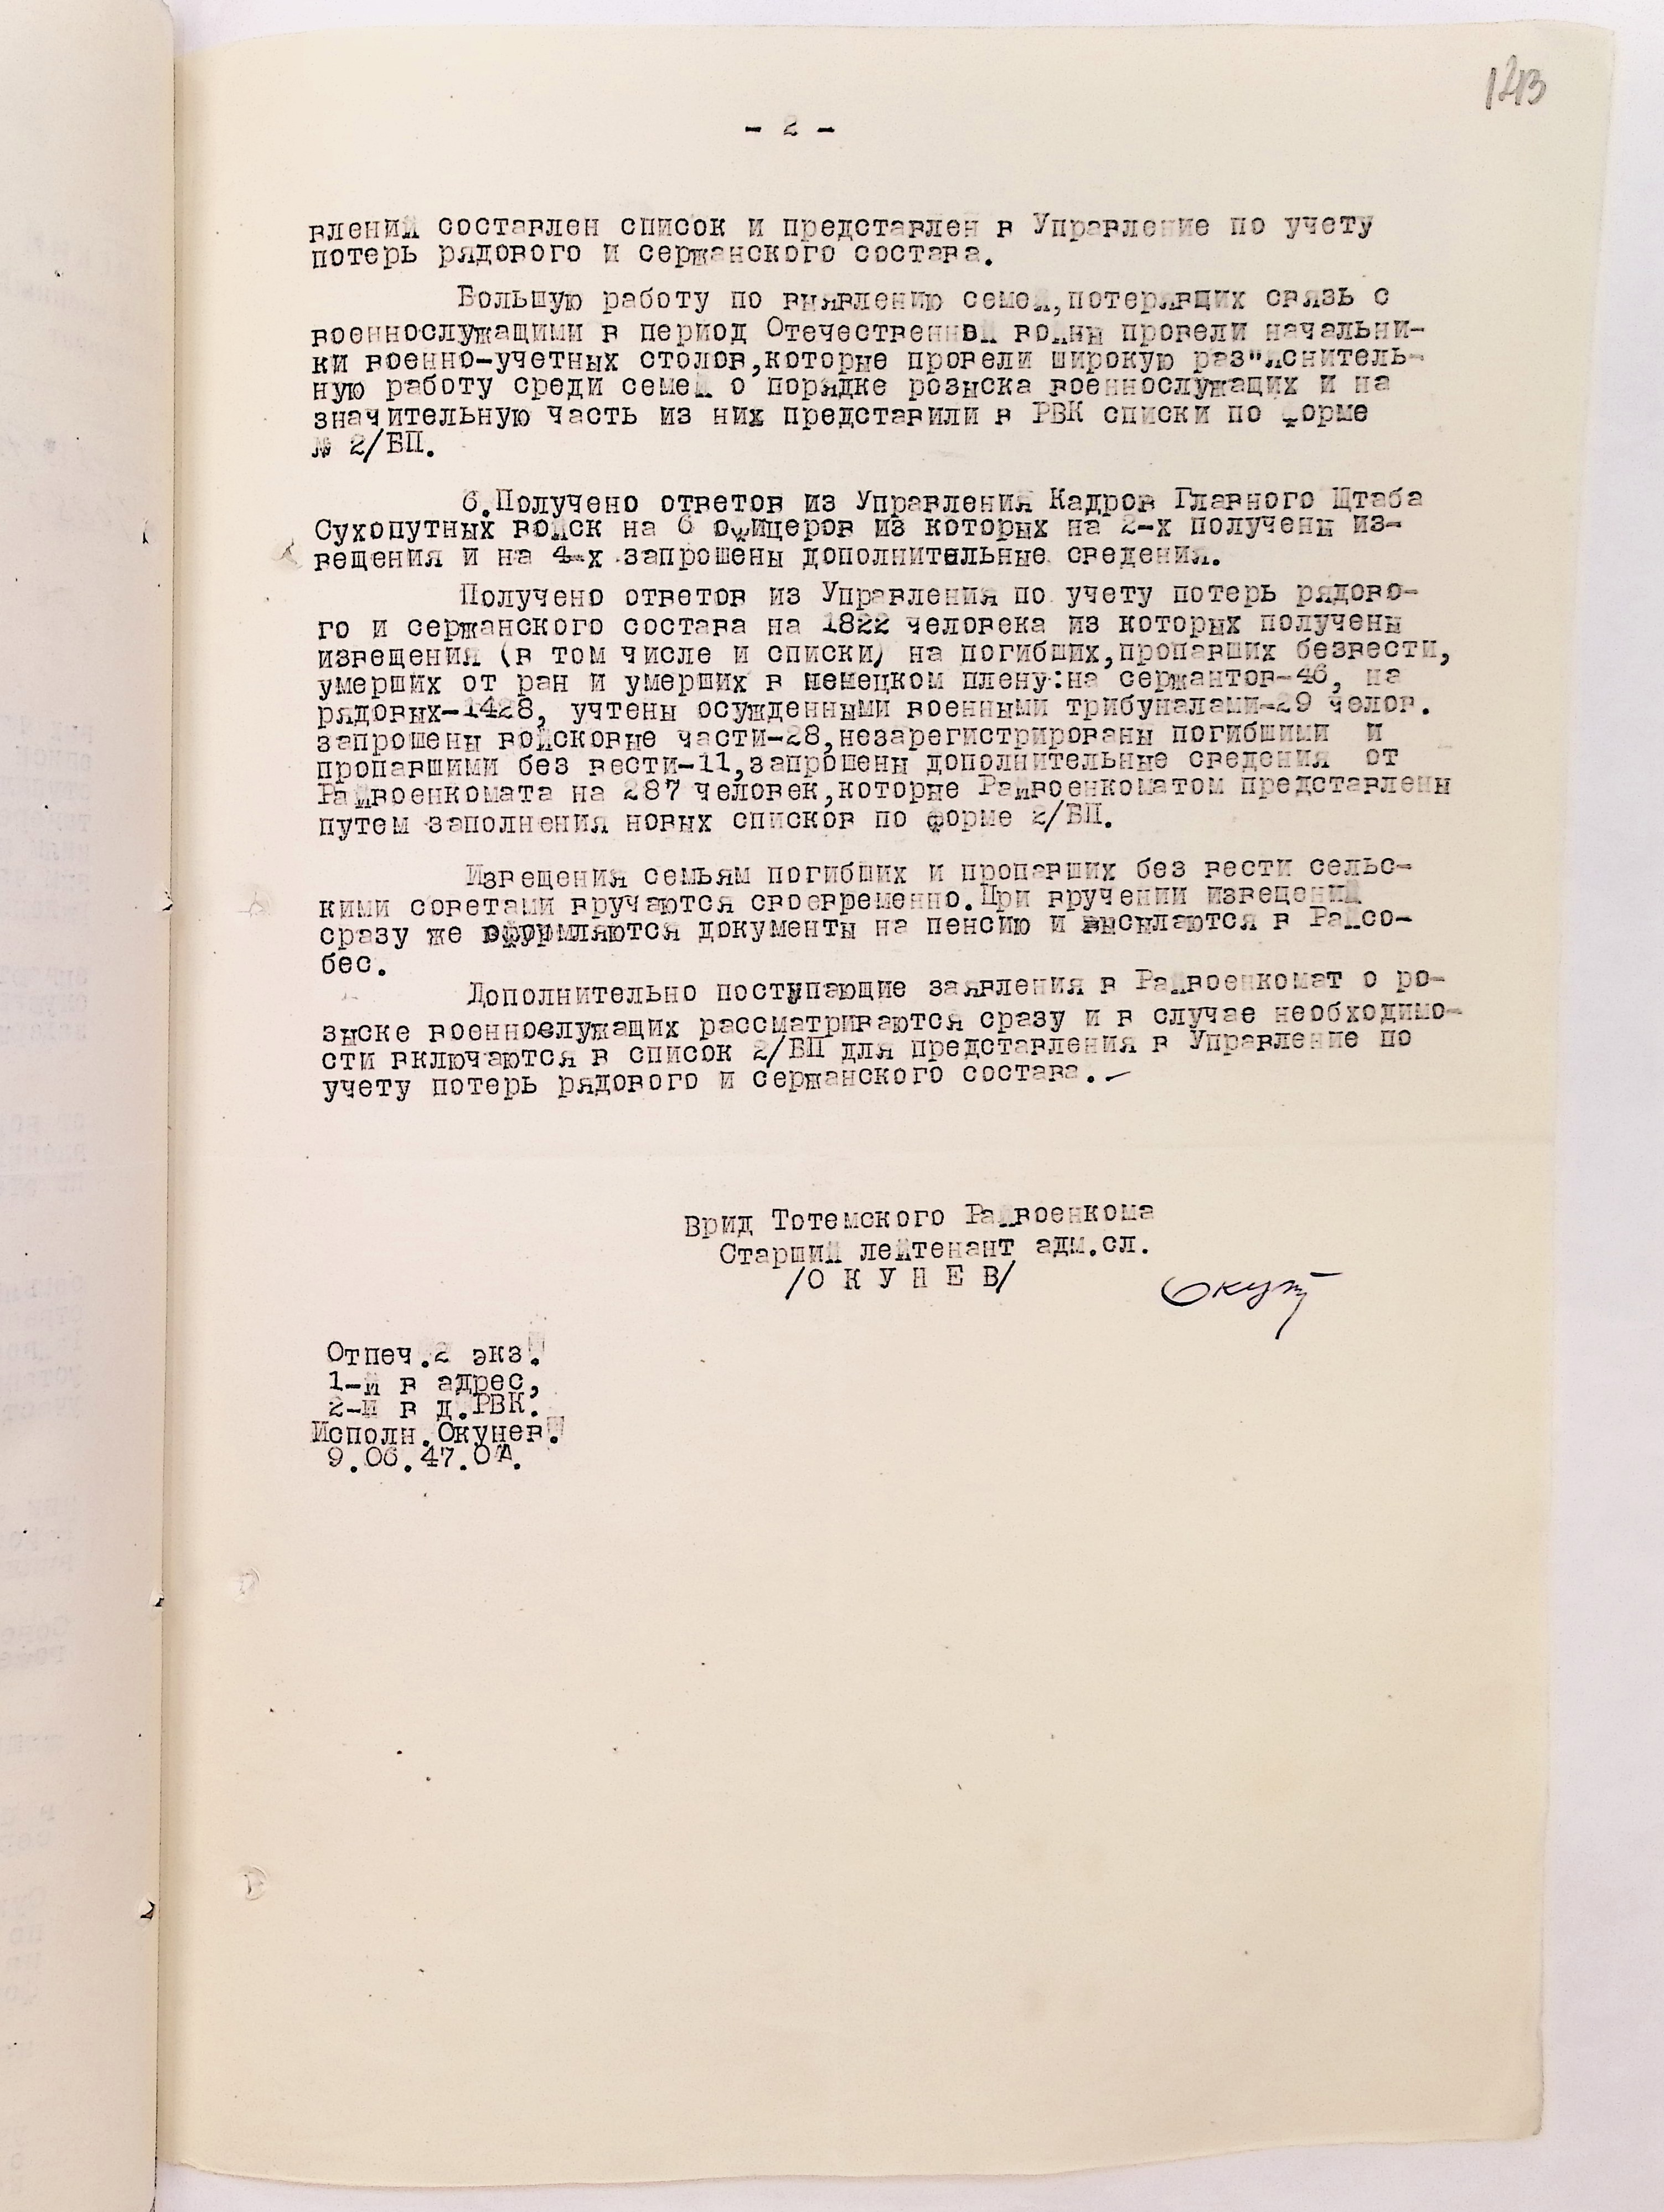 123
- 2 -
влений составлен список и представлен в Управление по учету
потерь рядового и сержанского состава.
Большую работу по выявлению семей,потерявших связь с
военнослужащими в период Отечественной войны провели начальни-
ки военно-учетных столов,которые провели широкую раз"яснитель-
ную работу среди семей о порядке розыска военнослужащих и на
значительную часть из них представили в РВК списки по форме
№ 2/БП.
6.Получено ответов из Управления Кадров Главного Штаба
Сухопутных войск на 6 офицеров из которых на 2-х получены из-
вещения и на 4-х запрошены дополнительные сведения.
Получено ответов из Управления по учету потерь рядово-
го и сержанского состава на 1822 человека из которых получены
извещения (в том числе и списки) на погибших,пропавших безвести,
умерших от ран и умерших в немецком плену:на сержантов-46, на
рядовых-1428, учтены осужденными военными трибуналами-29 челов.
запрошены войсковые части-28,незарегистрированы погибшими и
пропавшими без вести-11,запрошены дополнительные сведения от
Райвоенкомата на 287 человек,которые Райвоенкоматом представлены
путем заполнения новых списков по форме 2/БП.
Извещения семьям погибших и пропавших без вести сельс-
кими советами вручаются своевременно.При вручении извещений
сразу же оформляются документы на пенсию и высылаются в Райсо-
бес.
Дополнительно поступающие заявления в Райвоенкомат о ро-
зыске военнослужащих рассматриваются сразу и в случае необходимо-
сти включаются в список 2/БП для представления в Управление по
учету потерь рядового и сержанского состава.-
Врид Тотемского Райвоенкома
Старший лейтенант адм.сл.
/О К У Н Е В/
Отпеч.2 экз.
1-й в адрес,
2-й в д.РВК.
Исполн.Окунев.
9.06.47.ОА.